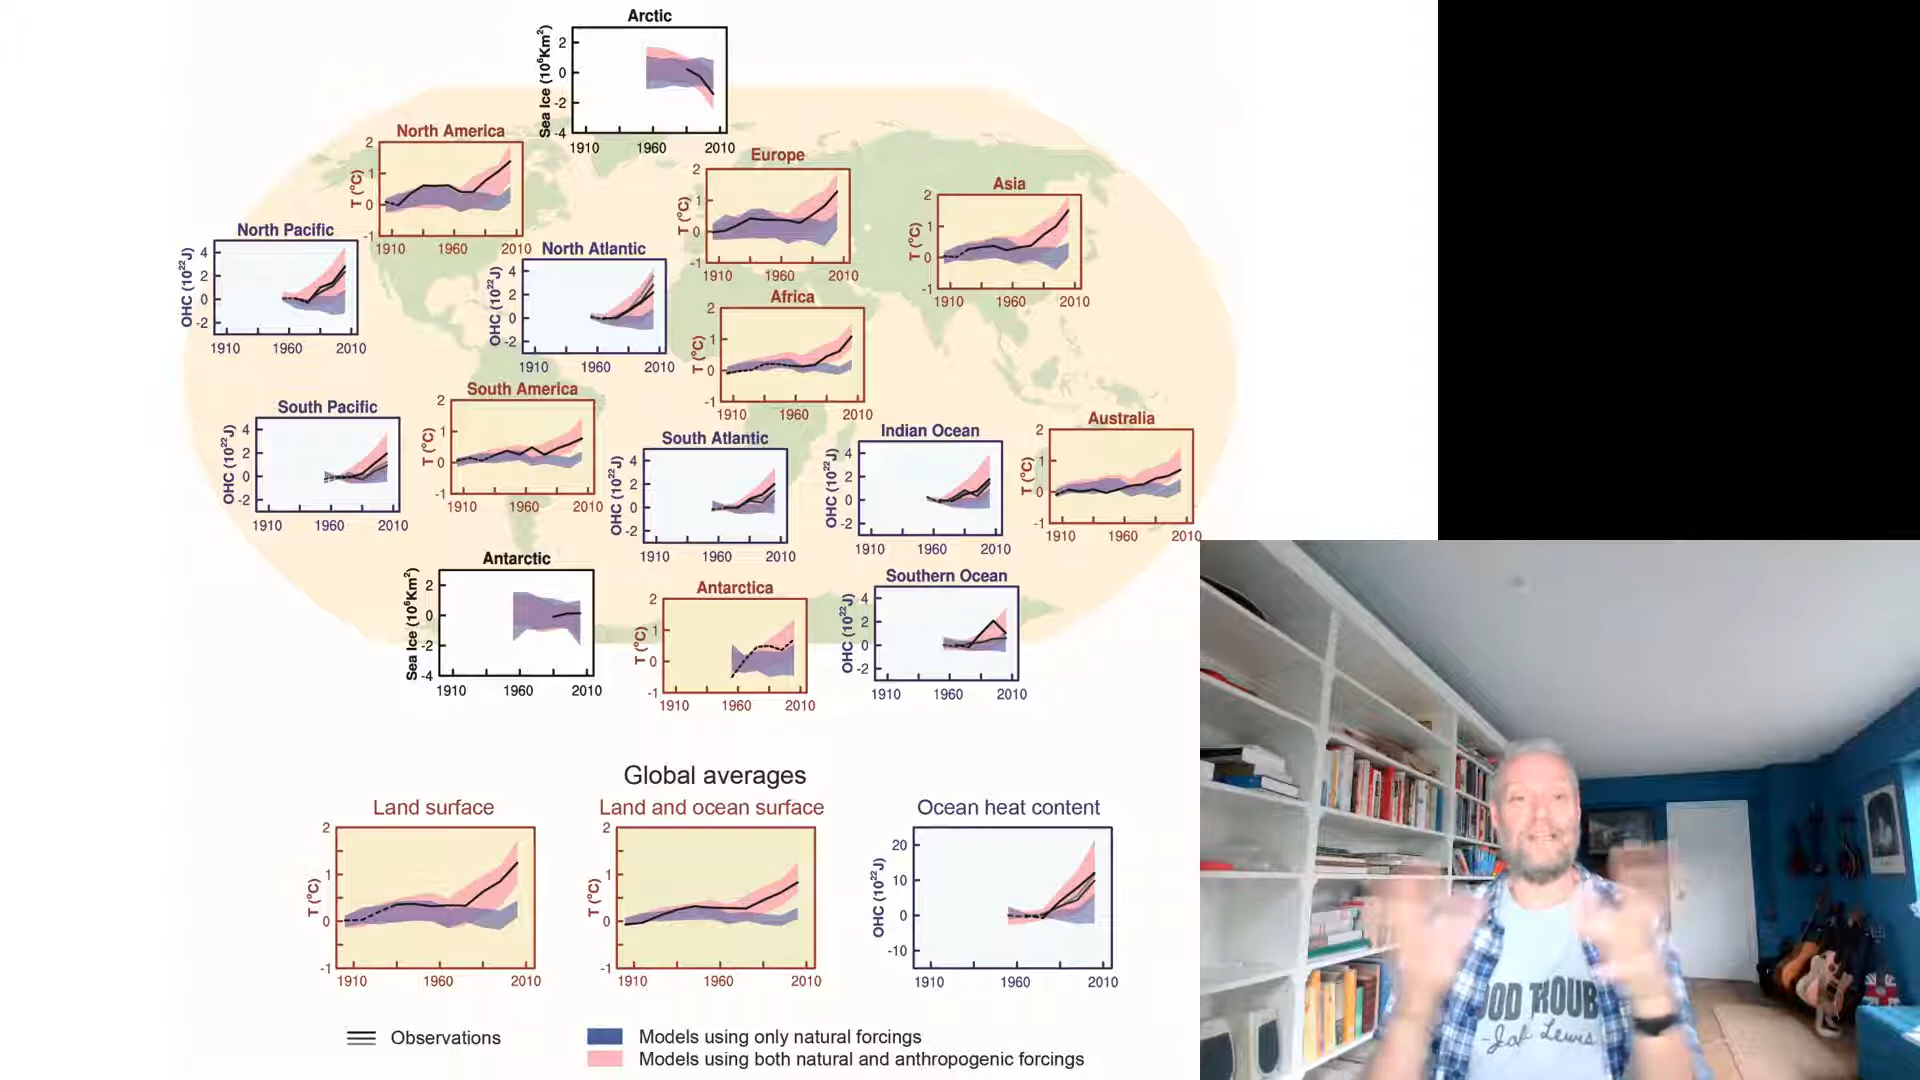 Arctic
Sea Ice (10⁶Km²)
2
0
-2
-4
1910 1960 2010
North America
T (°C)
2
1
0
-1
1910 1960 2010
Europe
T (°C)
2
1
0
-1
1910 1960 2010
Asia
T (°C)
2
1
0
-1
1910 1960 2010
North Pacific
OHC (10²²J)
4
2
0
-2
1910 1960 2010
North Atlantic
OHC (10²²J)
4
2
0
-2
1910 1960 2010
Africa
T (°C)
2
1
0
-1
1910 1960 2010
South Pacific
OHC (10²²J)
4
2
0
-2
1910 1960 2010
South America
T (°C)
2
1
0
-1
1910 1960 2010
South Atlantic
OHC (10²²J)
4
2
0
-2
1910 1960 2010
Indian Ocean
OHC (10²²J)
4
2
0
-2
1910 1960 2010
Australia
T (°C)
2
1
0
-1
1910 1960 2010
Antarctic
Sea Ice (10⁶Km²)
2
0
-2
-4
1910 1960 2010
Antarctica
T (°C)
2
1
0
-1
1910 1960 2010
Southern Ocean
OHC (10²²J)
4
2
0
-2
1910 1960 2010
Global averages
Land surface
T (°C)
2
1
0
-1
1910 1960 2010
Land and ocean surface
T (°C)
2
1
0
-1
1910 1960 2010
Ocean heat content
OHC (10²²J)
20
10
0
-10
1910 1960 2010
Observations
Models using only natural forcings
Models using both natural and anthropogenic forcings
OOD TROUB
Lewis